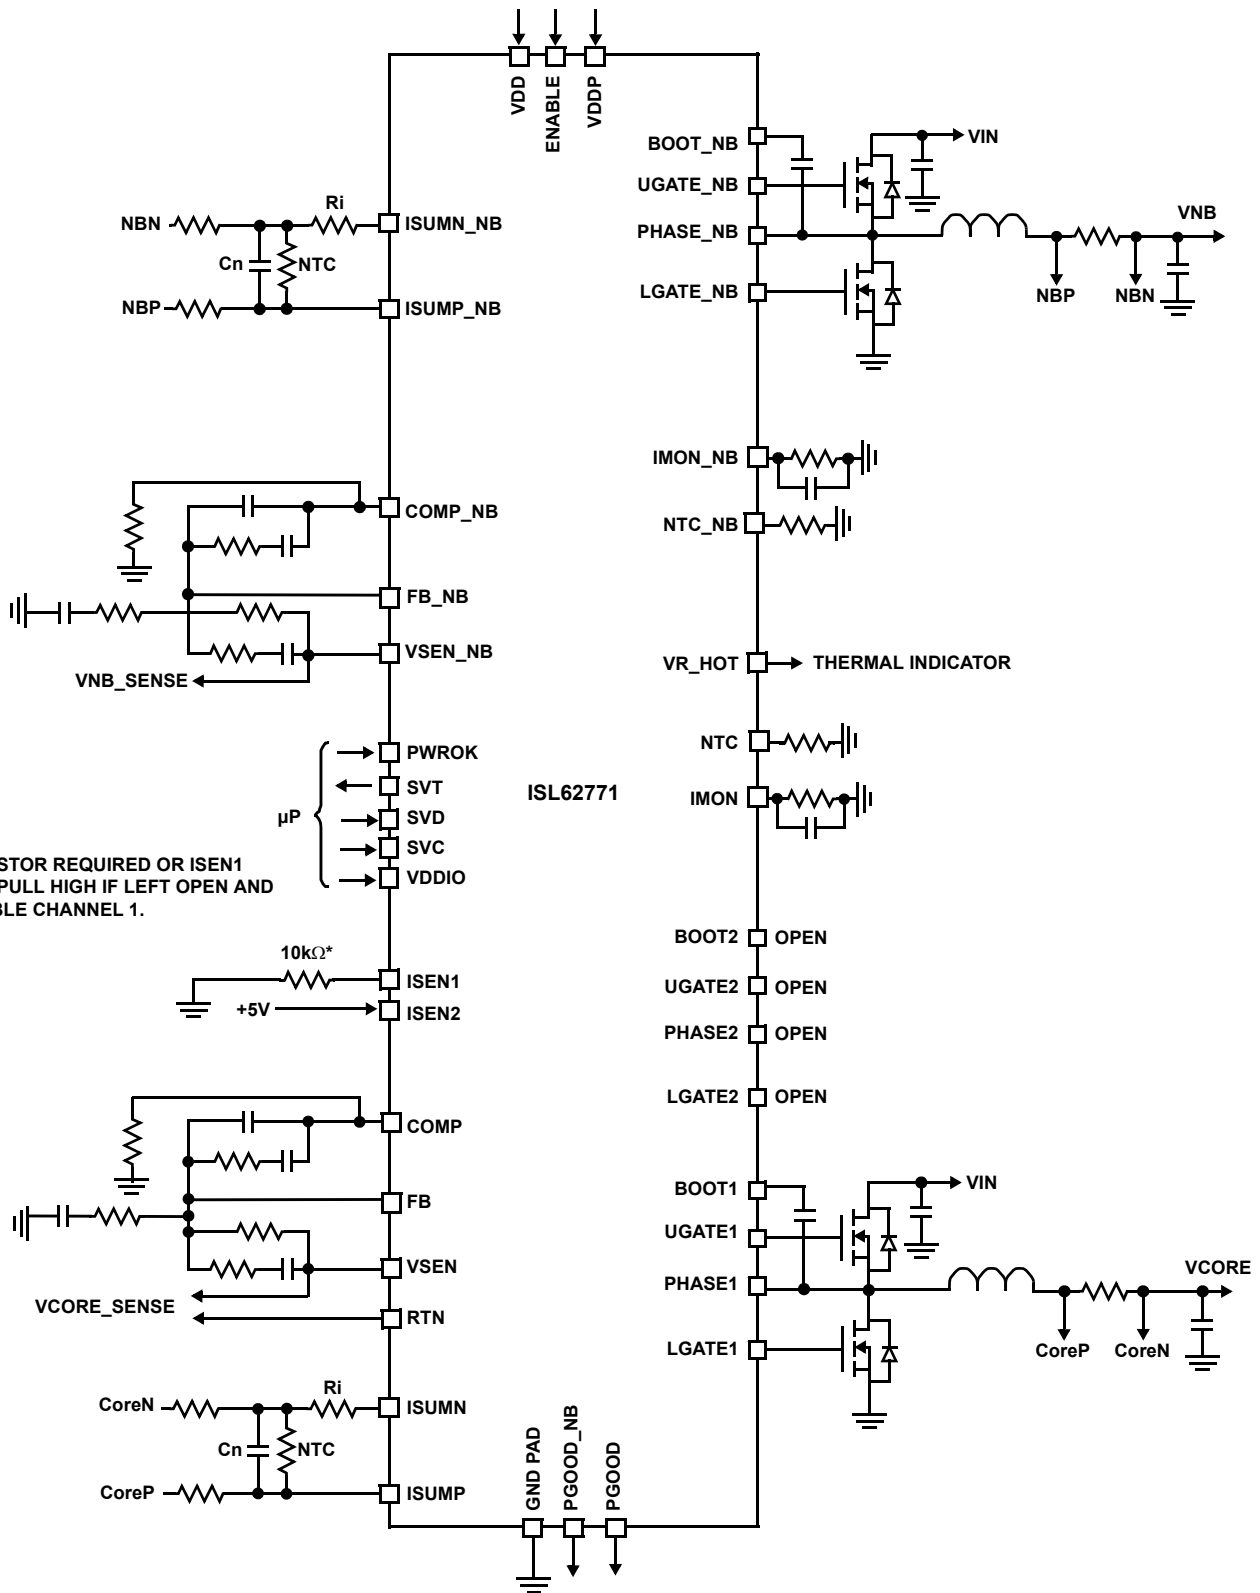 VDD
ENABLE
VDDP
BOOT_NB
VIN
UGATE_NB
PHASE_NB
VNB
LGATE_NB
NBP
NBN
NBN
Ri
ISUMN_NB
Cn
NTC
NBP
ISUMP_NB
IMON_NB
COMP_NB
NTC_NB
FB_NB
VSEN_NB
VNB_SENSE
VR_HOT
THERMAL INDICATOR
PWROK
NTC
SVT
ISL62771
IMON
µP
SVD
SVC
VDDIO
REQUIRED OR ISEN1
PULL HIGH IF LEFT OPEN AND
CHANNEL 1.
BOOT2
OPEN
10kΩ*
ISEN1
UGATE2
OPEN
+5V
ISEN2
PHASE2
OPEN
LGATE2
OPEN
COMP
BOOT1
VIN
FB
UGATE1
VSEN
PHASE1
VCORE
VCORE_SENSE
RTN
LGATE1
CoreP
CoreN
CoreN
Ri
ISUMN
Cn
NTC
CoreP
ISUMP
GND PAD
PGOOD_NB
PGOOD